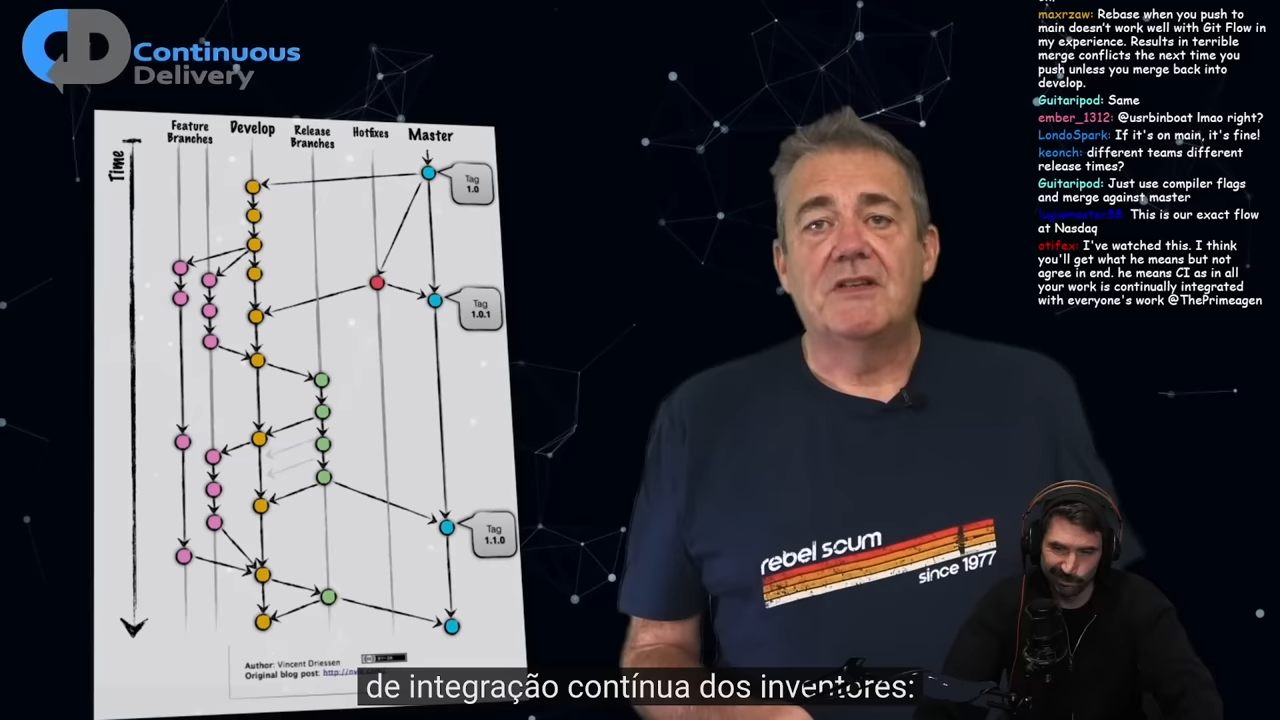 Continuous
Delivery
Feature
Branches
Develop
Release
Branches
Hotfixes
Master
Time
Tag
1.0
Tag
1.0.1
Tag
1.1.0
Author: Vincent Driessen
Original blog post: http://nvie
rebel scum
since 1977
de integração contínua dos inventores:
maxrzaw: Rebase when you push to
main doesn't work well with Git Flow in
my experience. Results in terrible
merge conflicts the next time you
push unless you merge back into
develop.
Guitaripod: Same
ember_1312: @usrbinboat lmao right?
LondoSpark: If it's on main, it's fine!
keonch: different teams different
release times?
Guitaripod: Just use compiler flags
and merge against master
This is our exact flow
at Nasdaq
otifex: I've watched this. I think
you'll get what he means but not
agree in end. he means CI as in all
your work is continually integrated
with everyone's work @ThePrimeagen